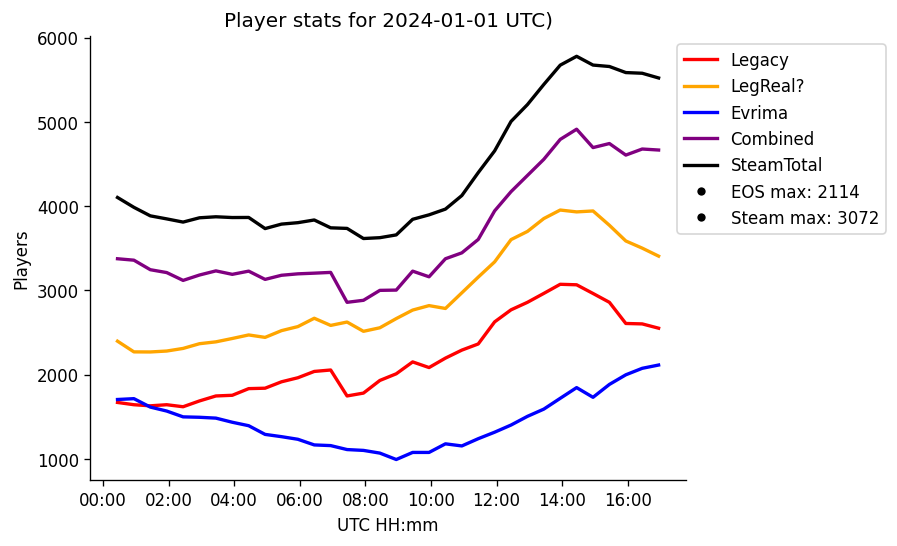 Player stats for 2024-01-01 UTC)
Players
6000
5000
4000
3000
2000
1000
00:00 02:00 04:00 06:00 08:00 10:00 12:00 14:00 16:00
UTC HH:mm
Legacy
LegReal?
Evrima
Combined
SteamTotal
EOS max: 2114
Steam max: 3072